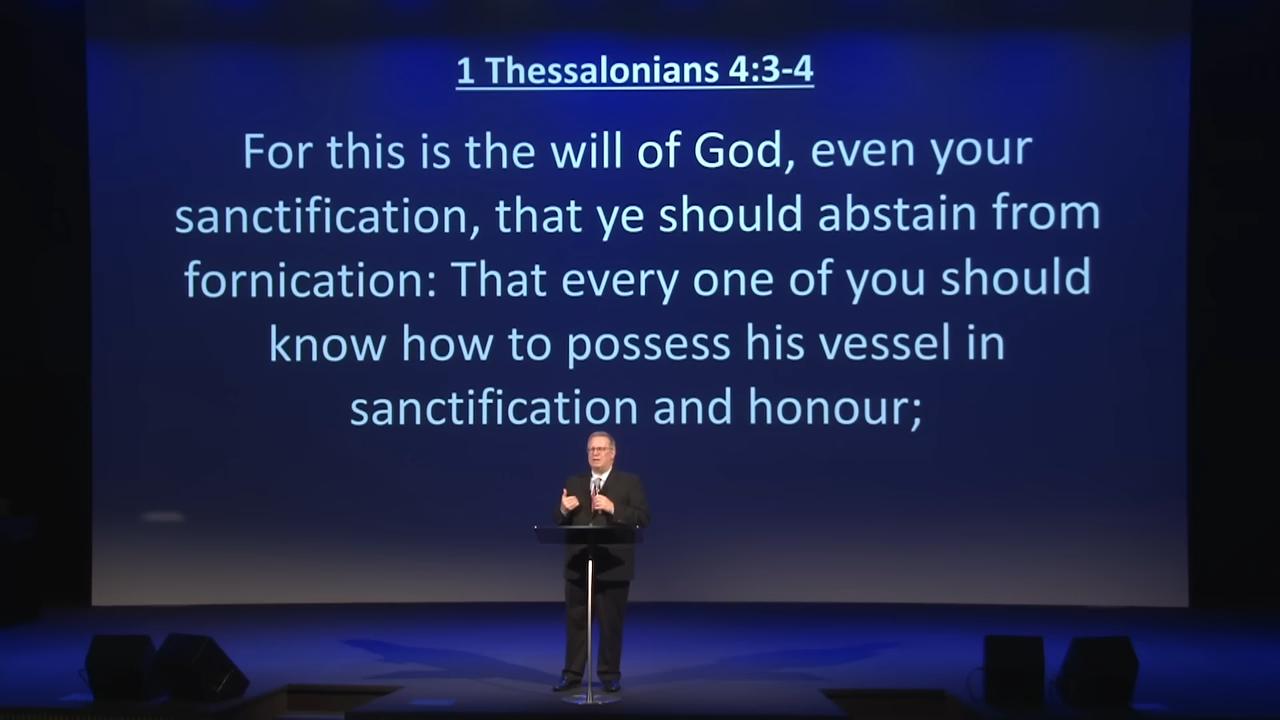 1 Thessalonians 4:3-4
For this is the will of God, even your
sanctification, that ye should abstain from
fornication: That every one of you should
know how to possess his vessel in
sanctification and honour;